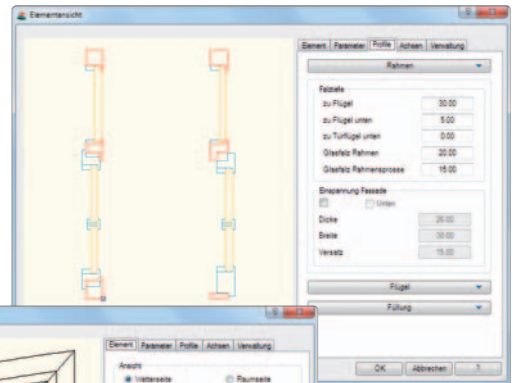 Elementansicht
Element Parameter Profile Achsen Verwaltung
Rahmen
Falztiefe
zu Flügel 30.00
zu Flügel unten 5.00
zu Türflügel unten 0.00
Glasfalz Rahmen 20.00
Glasfalz Rahmensprosse 15.00
Einspannung Fassade
Unten
Dicke 26.00
Breite 30.00
Versatz 15.00
Flügel
Füllung
OK Abbrechen ?
Element Parameter Profile Achsen Verwaltung
Ansicht
Wetterseite Raumseite